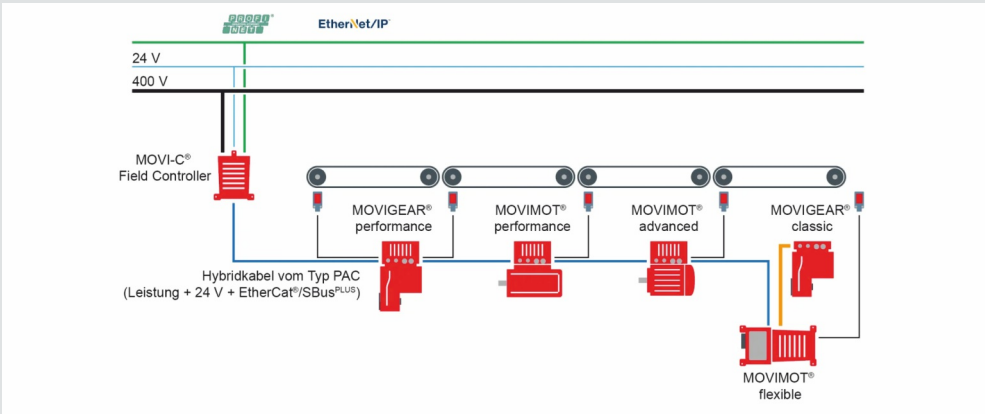 PROFI
NET
EtherNet/IP®
24 V
400 V
MOVI-C®
Field Controller
MOVIGEAR®
performance
MOVIMOT®
performance
MOVIMOT®
advanced
MOVIGEAR®
classic
Hybridkabel vom Typ PAC
(Leistung + 24 V + EtherCat®/SBusPLUS)
MOVIMOT®
flexible